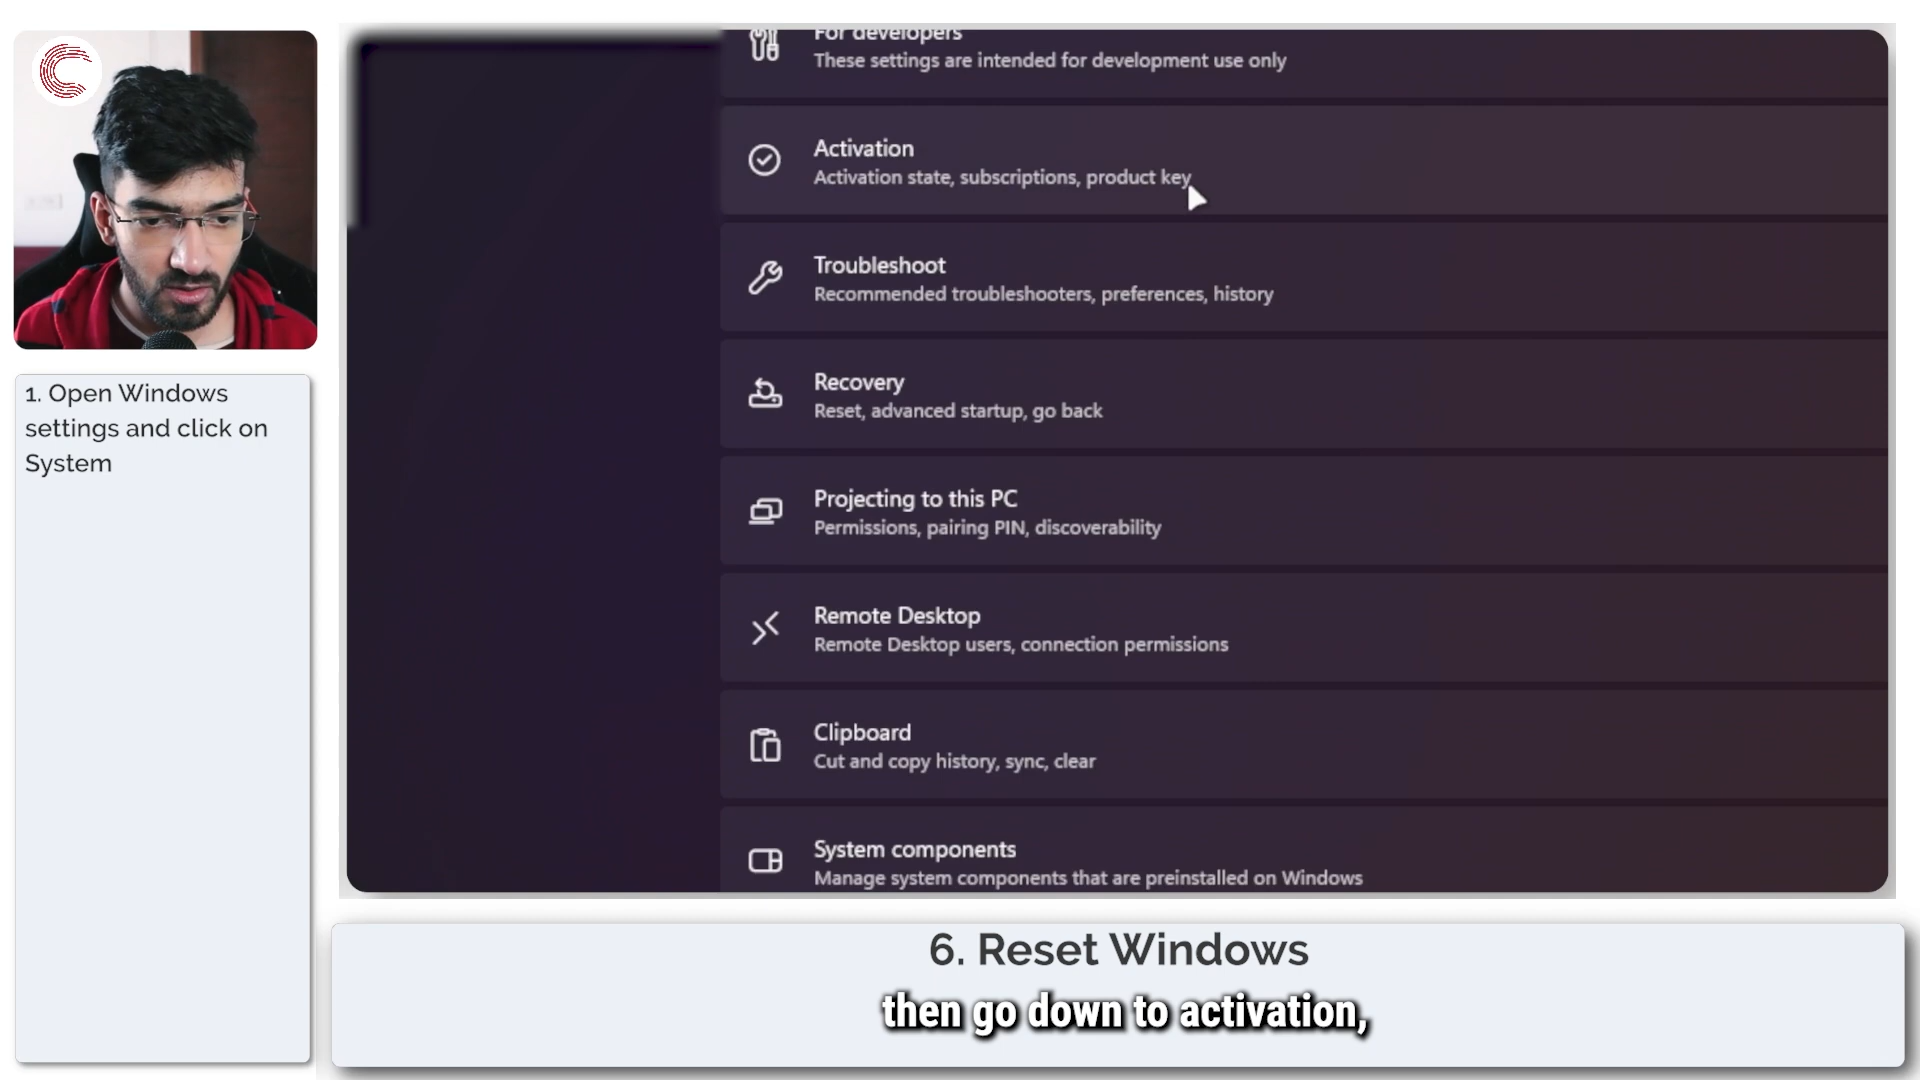 1. Open Windows
settings and click on
System
For developers
These settings are intended for development use only
Activation
Activation state, subscriptions, product key
Troubleshoot
Recommended troubleshooters, preferences, history
Recovery
Reset, advanced startup, go back
Projecting to this PC
Permissions, pairing PIN, discoverability
Remote Desktop
Remote Desktop users, connection permissions
Clipboard
Cut and copy history, sync, clear
System components
Manage system components that are preinstalled on Windows
6. Reset Windows
then go down to activation,